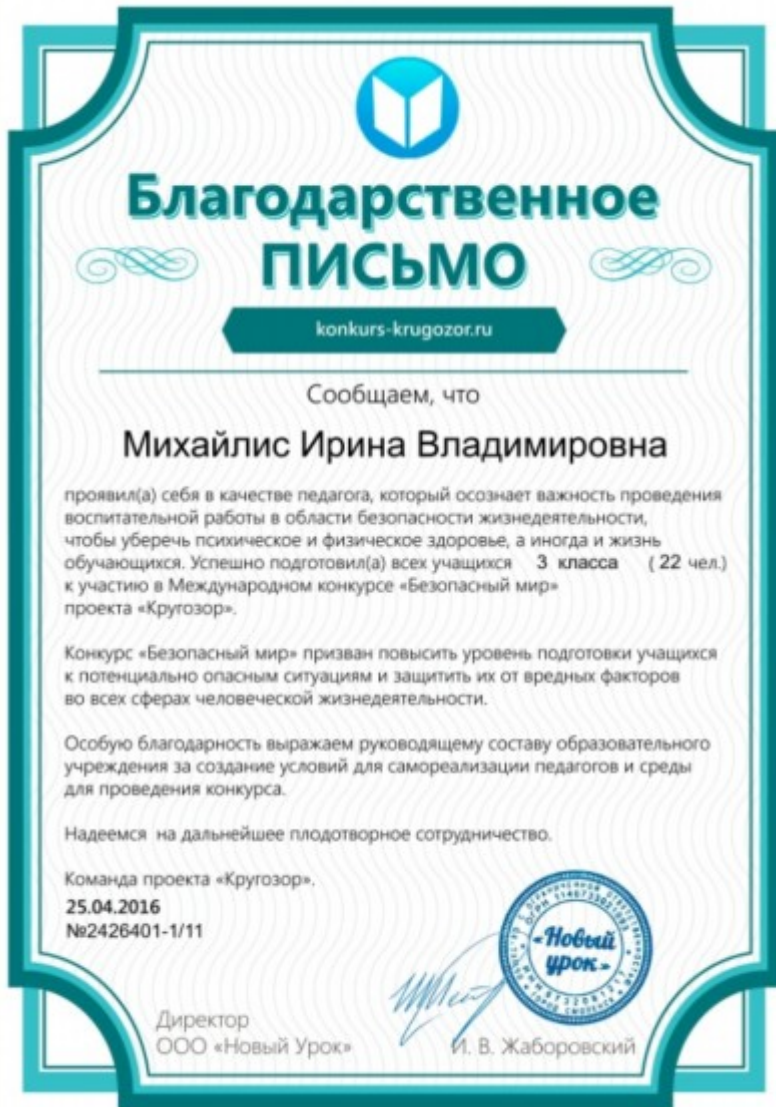 Благодарственное
ПИСЬМО
konkurs-krugozor.ru
Сообщаем, что
Михайлис Ирина Владимировна
проявил(а) себя в качестве педагога, который осознает важность проведения
воспитательной работы в области безопасности жизнедеятельности,
чтобы уберечь психическое и физическое здоровье, а иногда и жизнь
обучающихся. Успешно подготовил(а) всех учащихся 3 класса ( 22 чел.)
к участию в Международном конкурсе «Безопасный мир»
проекта «Кругозор».
Конкурс «Безопасный мир» призван повысить уровень подготовки учащихся
к потенциально опасным ситуациям и защитить их от вредных факторов
во всех сферах человеческой жизнедеятельности.
Особую благодарность выражаем руководящему составу образовательного
учреждения за создание условий для самореализации педагогов и среды
для проведения конкурса.
Надеемся на дальнейшее плодотворное сотрудничество.
Команда проекта «Кругозор».
25.04.2016
№2426401-1/11
«Новый
урок»
Директор
ООО «Новый Урок»
И. В. Жаборовский